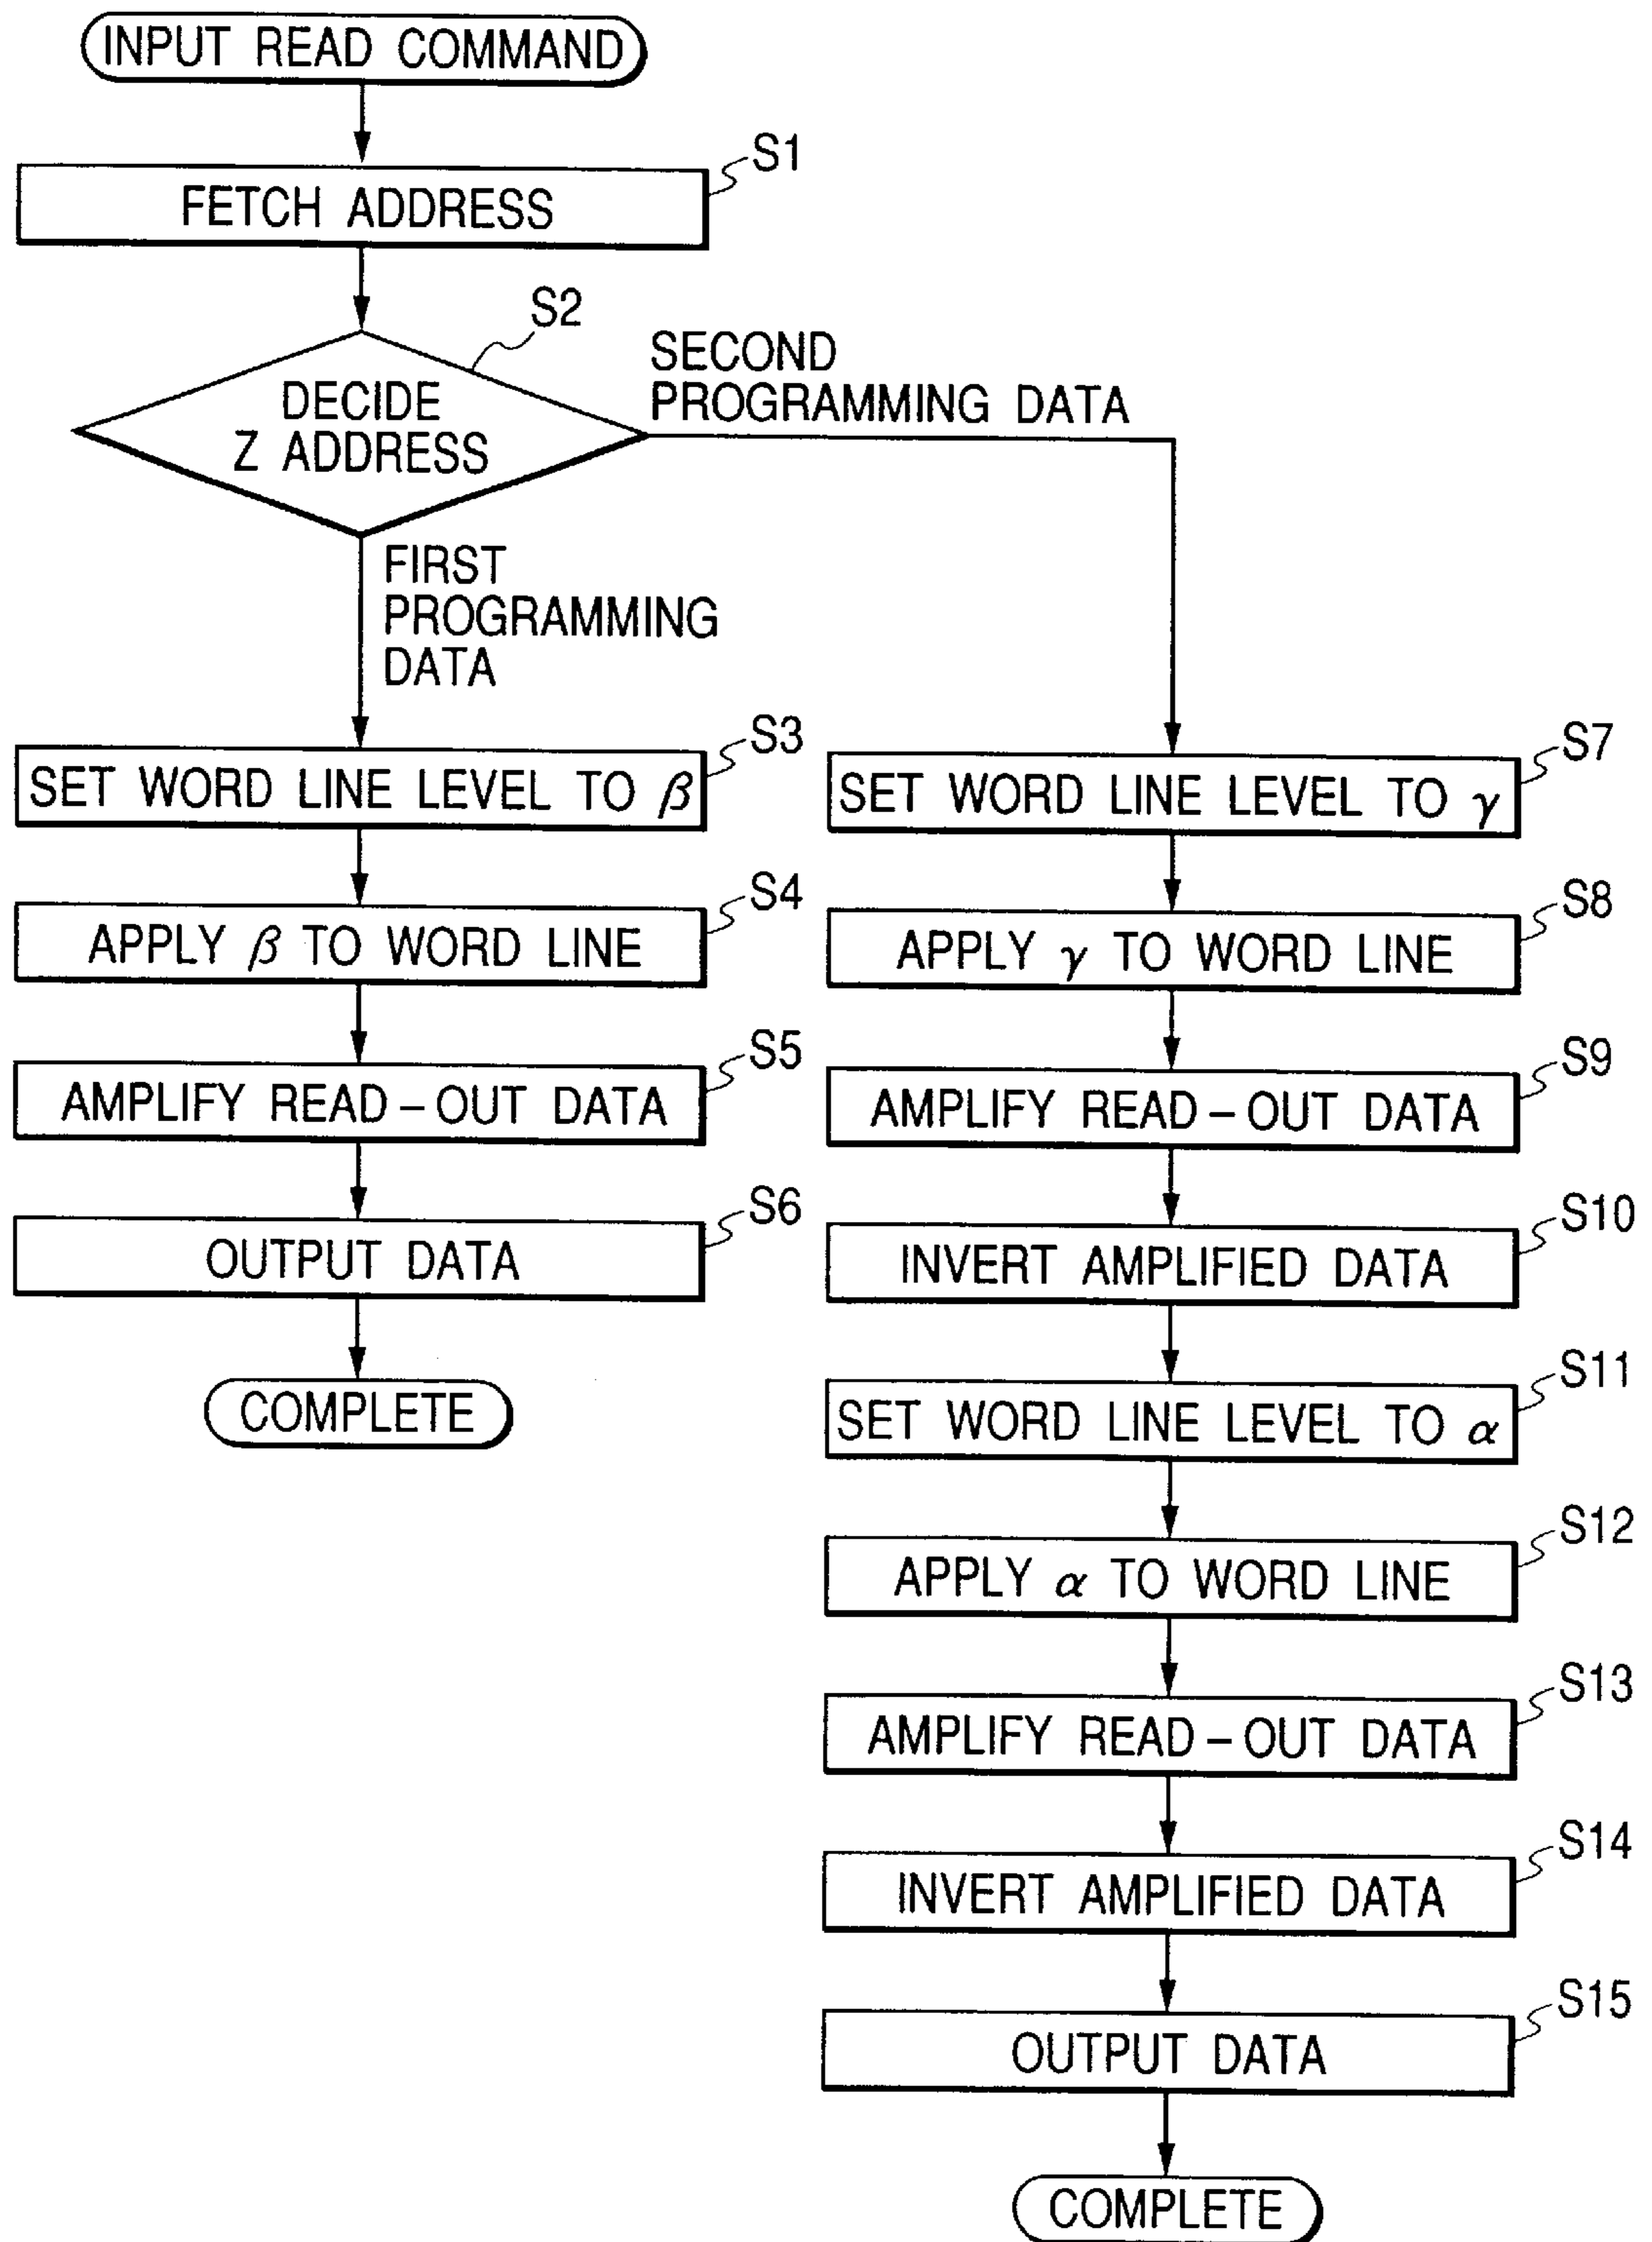 INPUT READ COMMAND
S1
FETCH ADDRESS
S2
DECIDE
Z ADDRESS
SECOND
PROGRAMMING DATA
FIRST
PROGRAMMING
DATA
S3
SET WORD LINE LEVEL TO β
S4
APPLY β TO WORD LINE
S5
AMPLIFY READ–OUT DATA
S6
OUTPUT DATA
COMPLETE
S7
SET WORD LINE LEVEL TO γ
S8
APPLY γ TO WORD LINE
S9
AMPLIFY READ–OUT DATA
S10
INVERT AMPLIFIED DATA
S11
SET WORD LINE LEVEL TO α
S12
APPLY α TO WORD LINE
S13
AMPLIFY READ–OUT DATA
S14
INVERT AMPLIFIED DATA
S15
OUTPUT DATA
COMPLETE